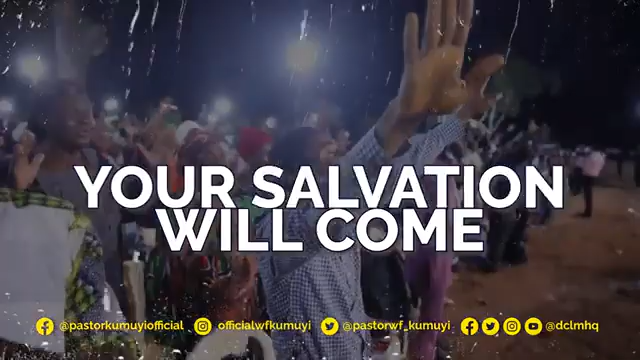 YOUR SALVATION
WILL COME
@pastorkumuyiofficial officialwfkumuyi @pastorwf_kumuyi @dclmhq